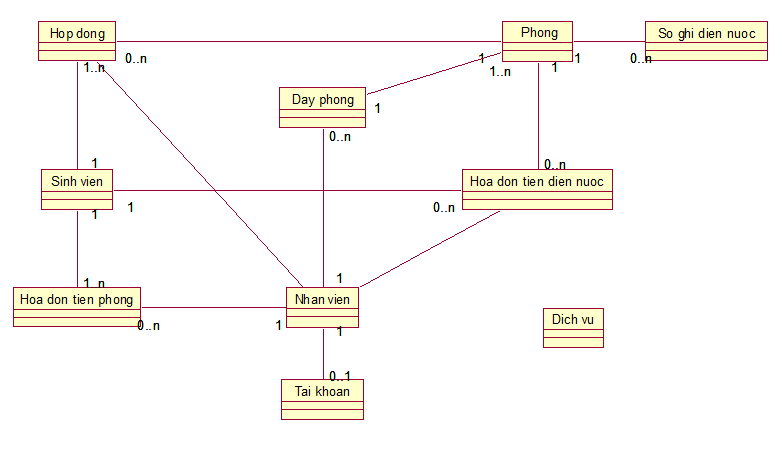 Hop dong
Phong
So ghi dien nuoc
0..n
1
1
0..n
1..n
1..n
1
Day phong
1
0..n
0..n
1
Sinh vien
Hoa don tien dien nuoc
1
1
0..n
1
1..n
Hoa don tien phong
Nhan vien
Dich vu
0..n
1
1
0..1
Tai khoan